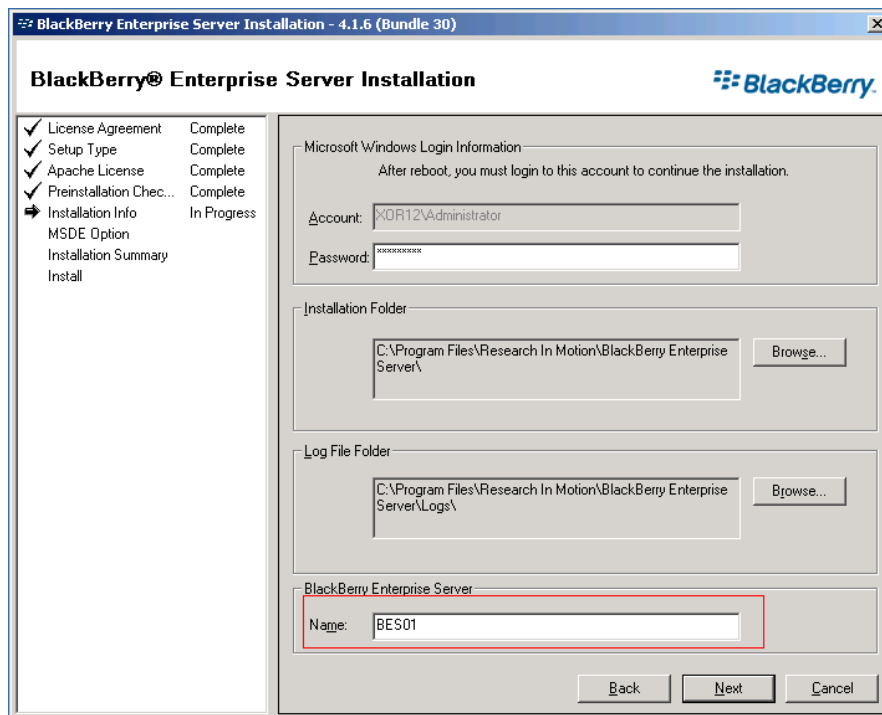 BlackBerry Enterprise Server Installation - 4.1.6 (Bundle 30)
BlackBerry® Enterprise Server Installation
BlackBerry.
License Agreement Complete
Setup Type Complete
Apache License Complete
Preinstallation Chec... Complete
Installation Info In Progress
MSDE Option
Installation Summary
Install
Microsoft Windows Login Information
After reboot, you must login to this account to continue the installation.
Account: XOR12\Administrator
Password: *********
Installation Folder
C:\Program Files\Research In Motion\BlackBerry Enterprise
Server\
Browse...
Log File Folder
C:\Program Files\Research In Motion\BlackBerry Enterprise
Server\Logs\
Browse...
BlackBerry Enterprise Server
Name: BES01
Back Next Cancel